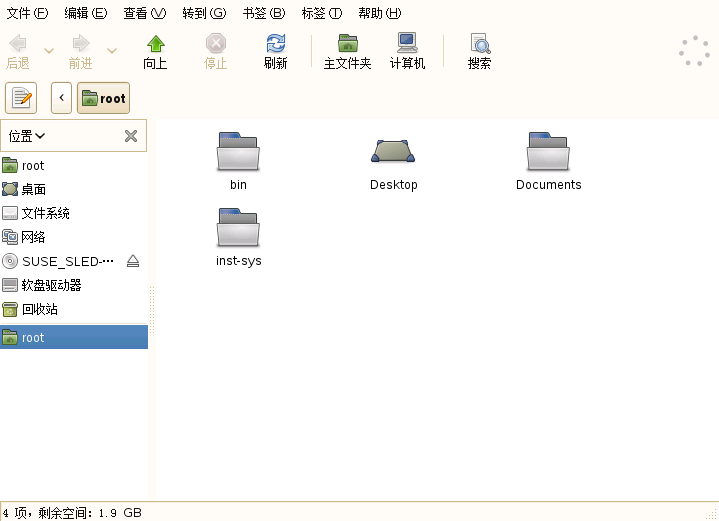 文件(F) 编辑(E) 查看(V) 转到(G) 书签(B) 标签(T) 帮助(H)
后退 前进 向上 停止 刷新 主文件夹 计算机 搜索
root
位置
root
桌面
文件系统
网络
SUSE_SLED-···
软盘驱动器
回收站
root
bin Desktop Documents
inst-sys
4 项，剩余空间：1.9 GB